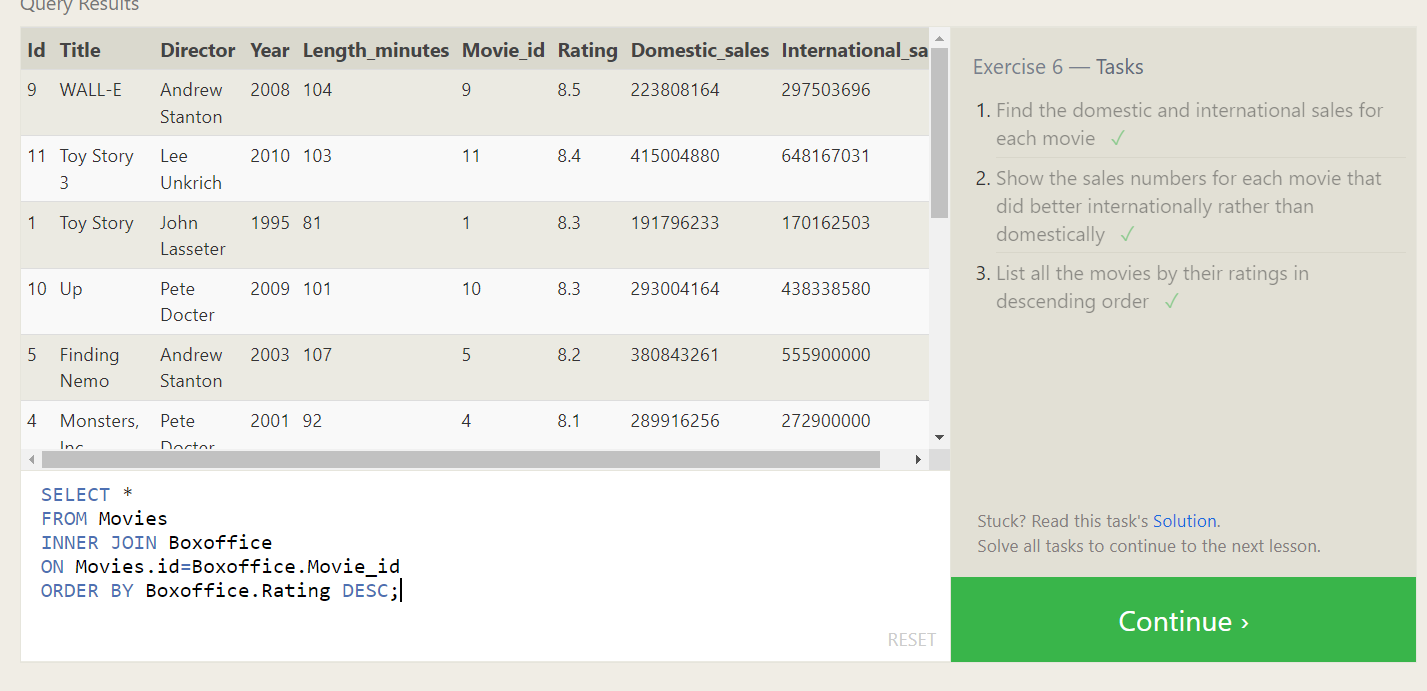 Query Results
Id Title Director Year Length_minutes Movie_id Rating Domestic_sales International_sa
9 WALL-E Andrew Stanton 2008 104 9 8.5 223808164 297503696
11 Toy Story 3 Lee Unkrich 2010 103 11 8.4 415004880 648167031
1 Toy Story John Lasseter 1995 81 1 8.3 191796233 170162503
10 Up Pete Docter 2009 101 10 8.3 293004164 438338580
5 Finding Nemo Andrew Stanton 2003 107 5 8.2 380843261 555900000
4 Monsters, Inc. Pete Docter 2001 92 4 8.1 289916256 272900000
SELECT *
FROM Movies
INNER JOIN Boxoffice
ON Movies.id=Boxoffice.Movie_id
ORDER BY Boxoffice.Rating DESC;
RESET
Exercise 6 — Tasks
1. Find the domestic and international sales for
each movie ✓
2. Show the sales numbers for each movie that
did better internationally rather than
domestically ✓
3. List all the movies by their ratings in
descending order ✓
Stuck? Read this task's Solution.
Solve all tasks to continue to the next lesson.
Continue ›